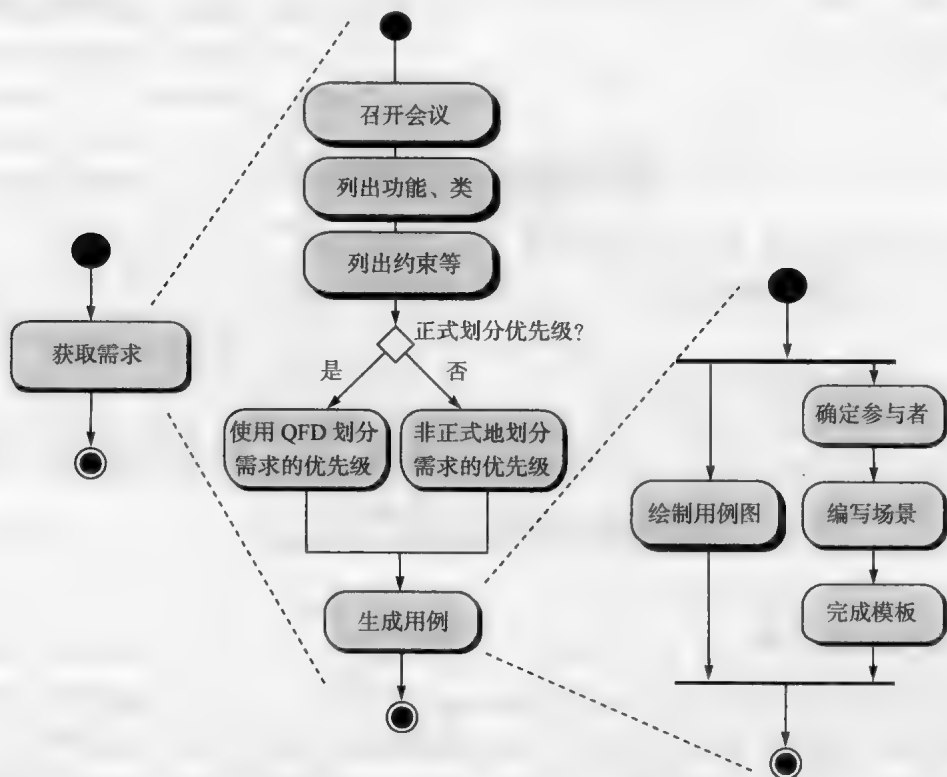 召开会议
列出功能、类
列出约束等
正式划分优先级?
是
否
使用 QFD 划分
需求的优先级
非正式地划分
需求的优先级
生成用例
获取需求
确定参与者
绘制用例图
编写场景
完成模板